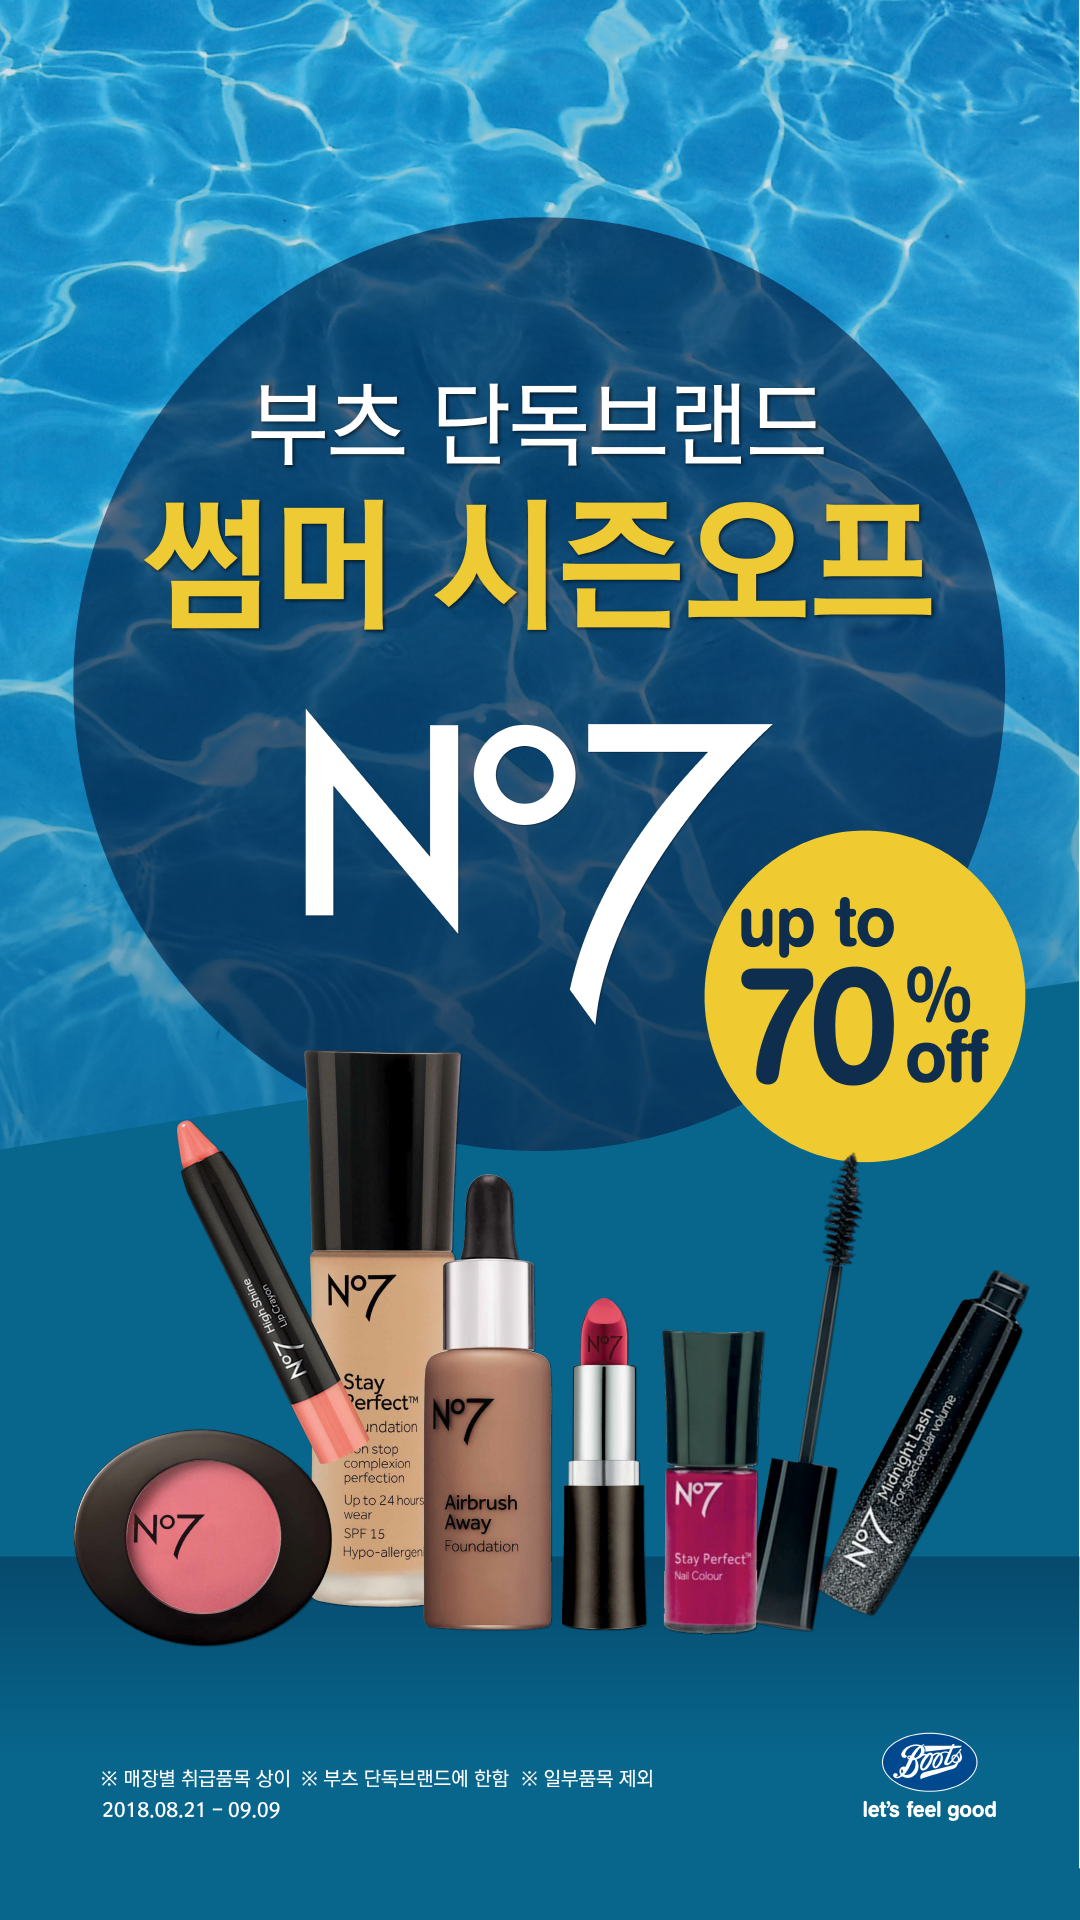 부츠 단독브랜드
썸머 시즌오프
Nº7
up to
70%
off
Nº7 High Shine
Lip Crayon
Nº7
Stay
Perfect™
undation
on stop
complexion
perfection
Up to 24 hours
wear
SPF 15
Hypo-allergeni
Nº7
Nº7
Airbrush
Away
Foundation
Nº7
Nº7
Stay Perfect™
Nail Colour
Nº7 Midnight Lash
For spectacular volume
※ 매장별 취급품목 상이 ※ 부츠 단독브랜드에 한함 ※ 일부품목 제외
2018.08.21 – 09.09
Boots
let's feel good